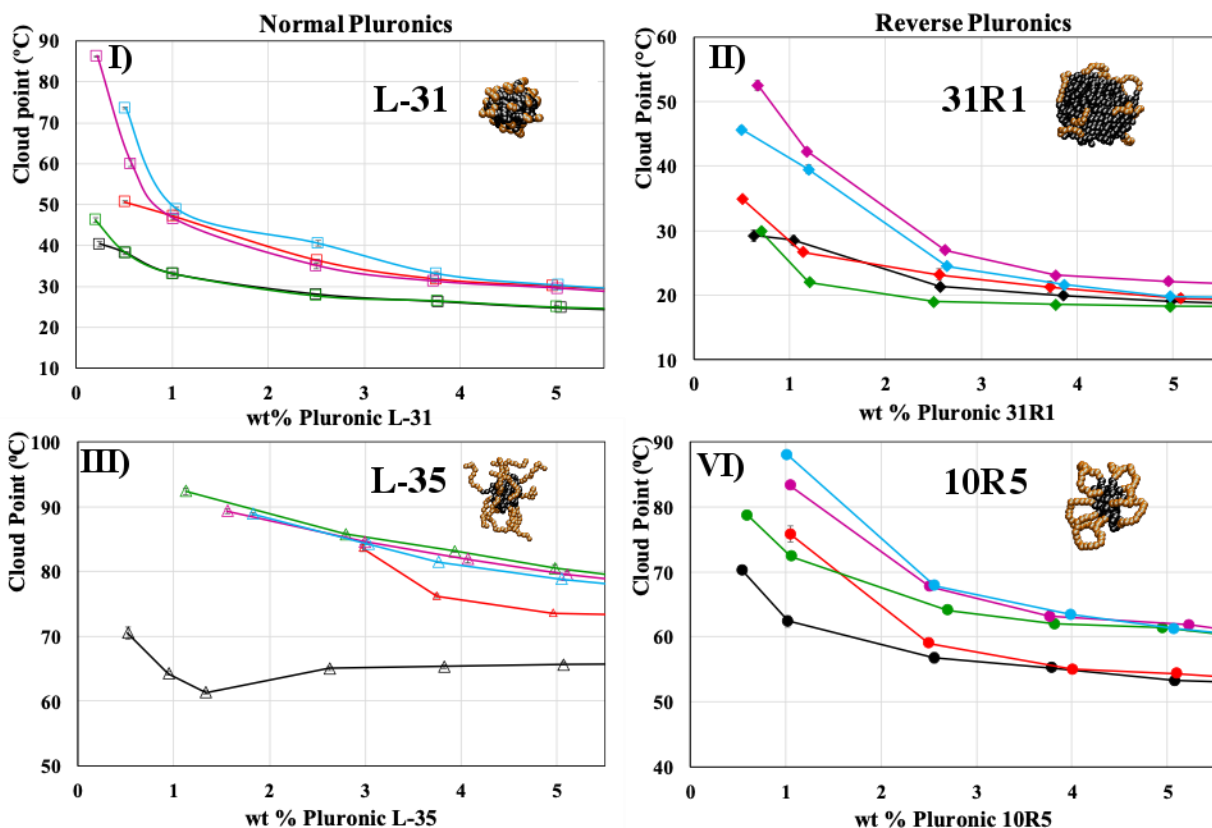 Normal Pluronics
Reverse Pluronics
I)
L-31
Cloud point (ºC)
90
80
70
60
50
40
30
20
10
0 1 2 3 4 5
wt% Pluronic L-31
II)
31R1
Cloud Point (°C)
60
50
40
30
20
10
0 1 2 3 4 5
wt % Pluronic 31R1
III)
L-35
Cloud Point (ºC)
100
90
80
70
60
50
0 1 2 3 4 5
wt % Pluronic L-35
VI)
10R5
Cloud Point (ºC)
90
80
70
60
50
40
0 1 2 3 4 5
wt % Pluronic 10R5